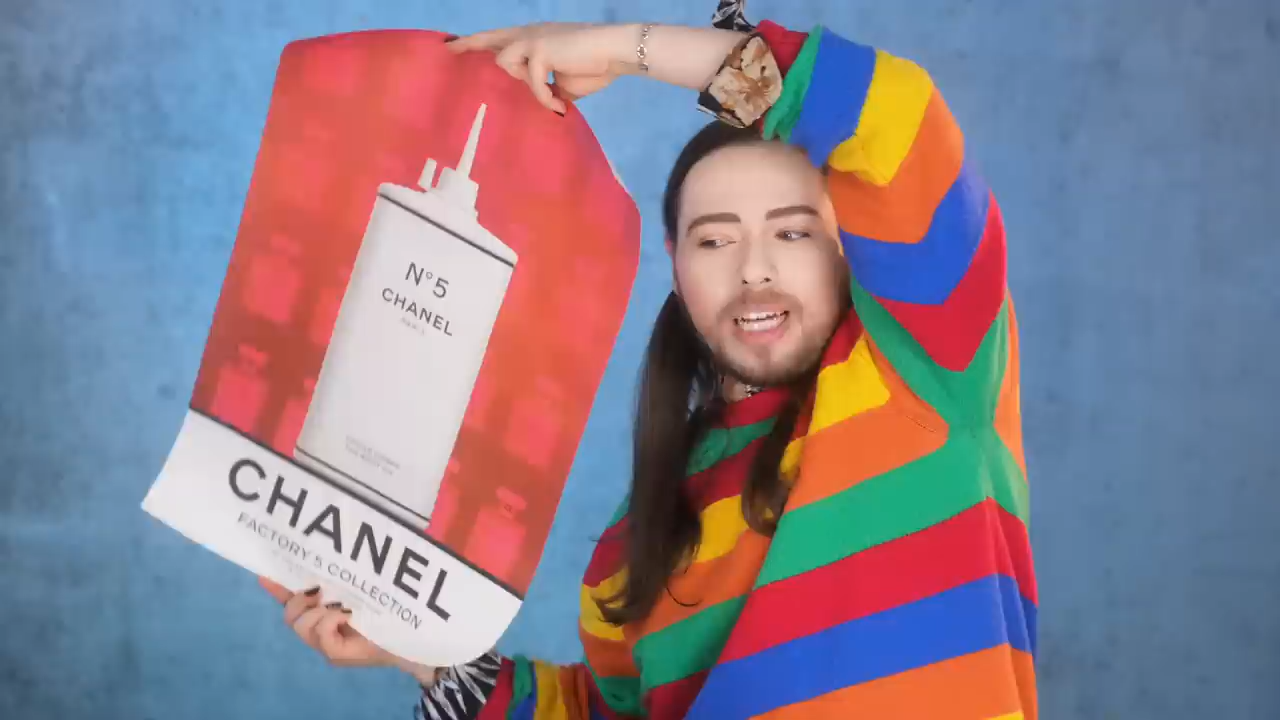 N°5
CHANEL
PARIS
CHANEL
FACTORY 5 COLLECTION